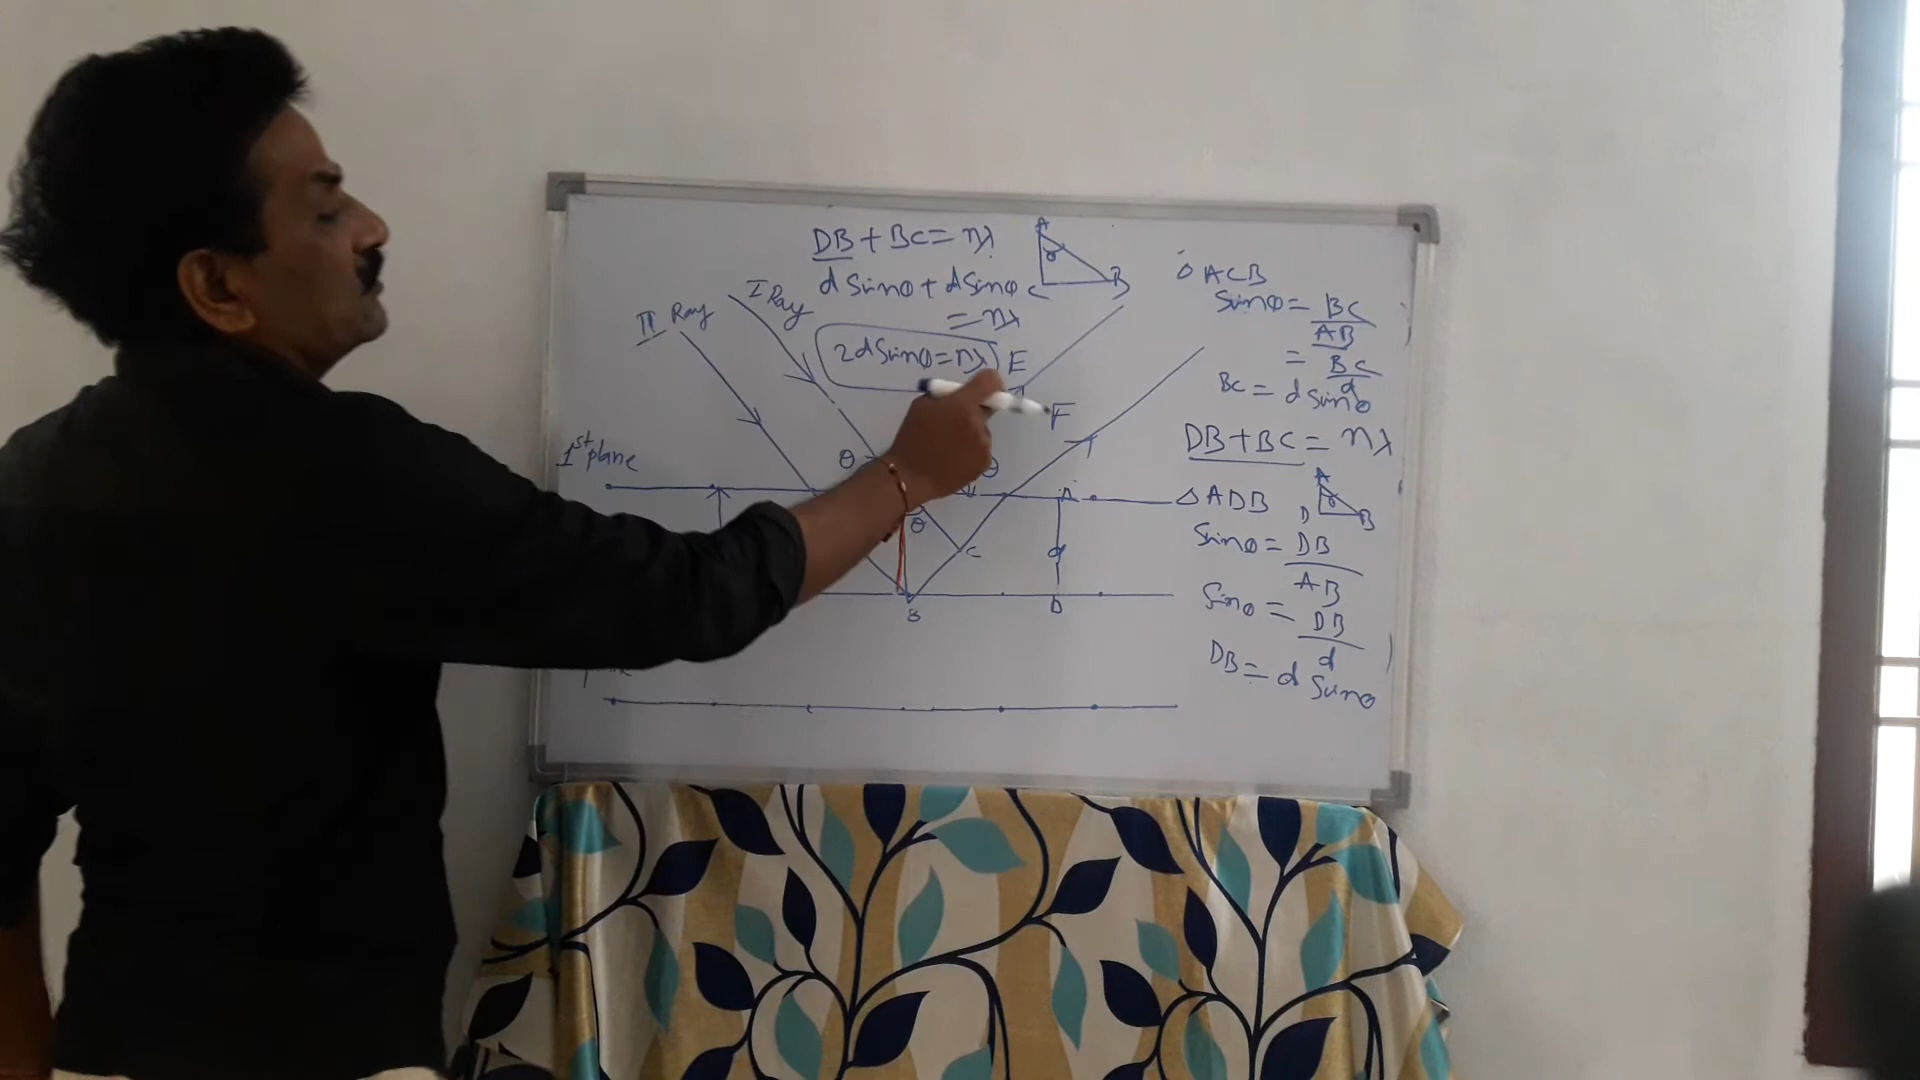 DB + BC = nλ
d Sinθ + d Sinθ
= nλ
2d Sinθ = nλ
A
θ
C B
I Ray
II Ray
E
F
1st plane
θ θ
θ
A
C
d
B
D
Δ ACB
Sinθ = BC
AB
= BC
d
BC = d Sinθ
DB + BC = nλ
Δ ADB
A
θ
D B
Sinθ = DB
AB
Sinθ = DB
d
DB = d Sinθ